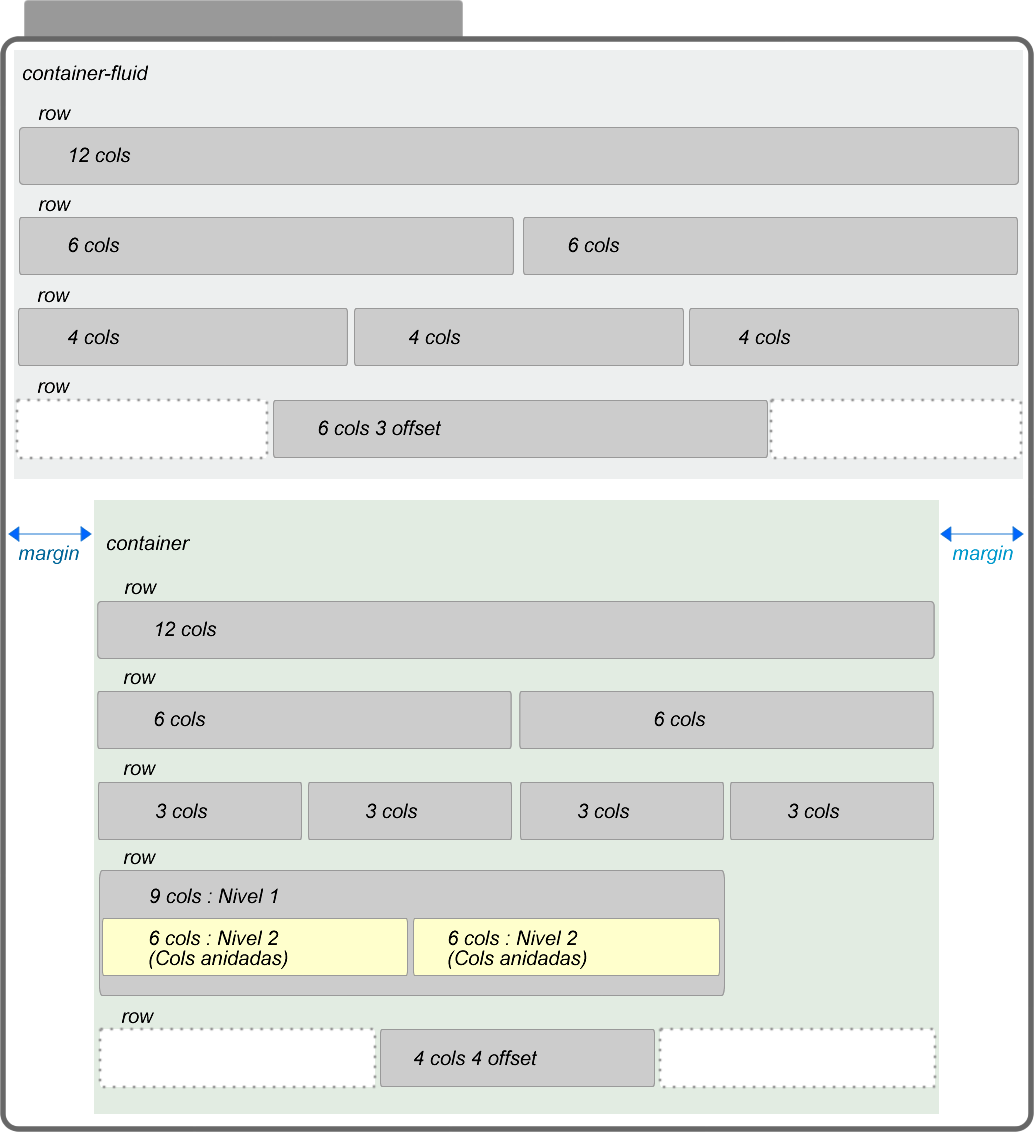 container-fluid
row
12 cols
row
6 cols 6 cols
row
4 cols 4 cols 4 cols
row
6 cols 3 offset
margin margin
container
row
12 cols
row
6 cols 6 cols
row
3 cols 3 cols 3 cols 3 cols
row
9 cols : Nivel 1
6 cols : Nivel 2
(Cols anidadas)
6 cols : Nivel 2
(Cols anidadas)
row
4 cols 4 offset